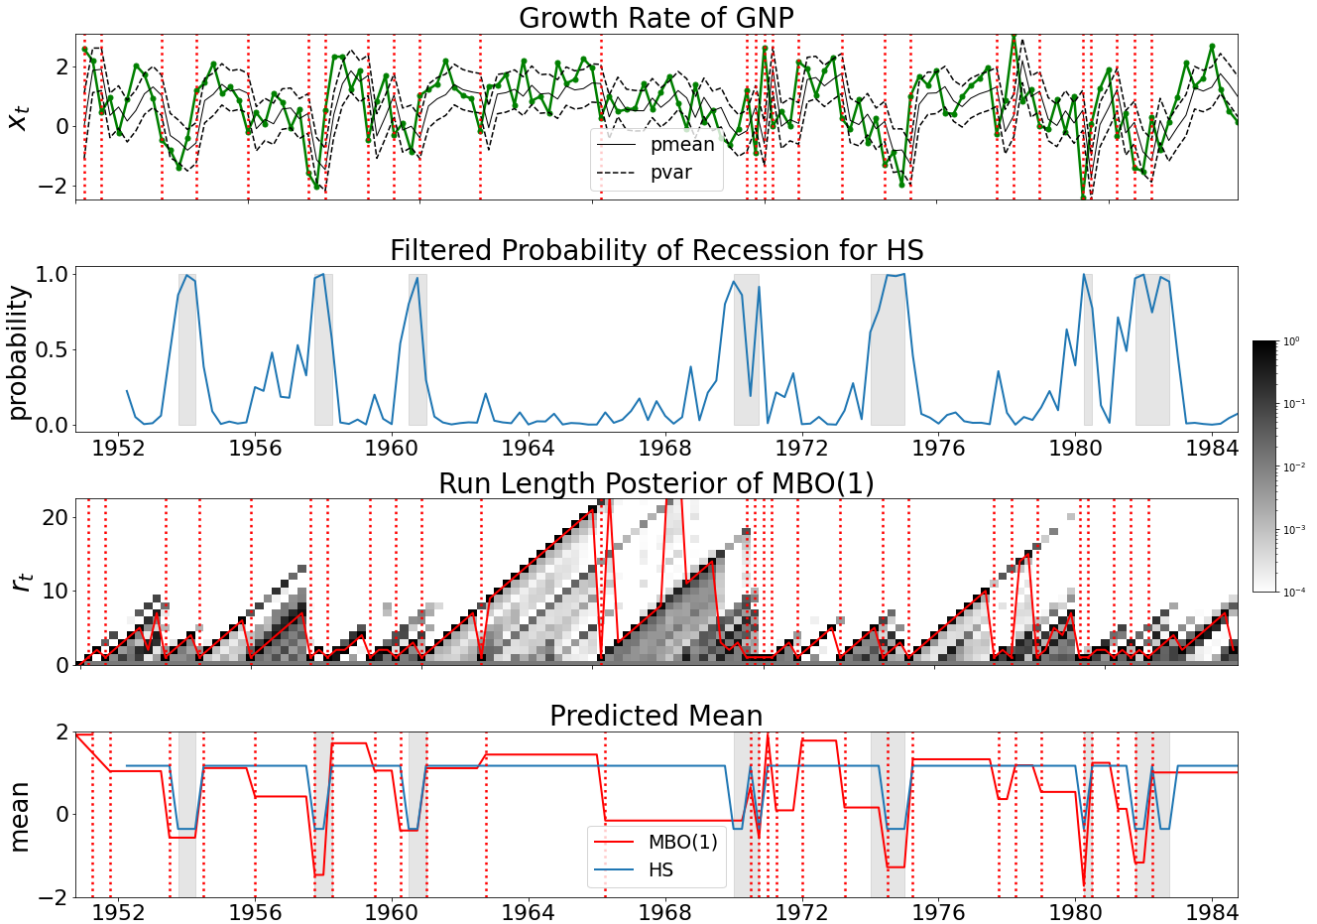 Growth Rate of GNP
x_t
2
0
−2
pmean
pvar
Filtered Probability of Recession for HS
probability
1.0
0.5
0.0
1952 1956 1960 1964 1968 1972 1976 1980 1984
Run Length Posterior of MBO(1)
r_t
20
10
0
10⁰
10⁻¹
10⁻²
10⁻³
10⁻⁴
Predicted Mean
mean
2
0
−2
MBO(1)
HS
1952 1956 1960 1964 1968 1972 1976 1980 1984